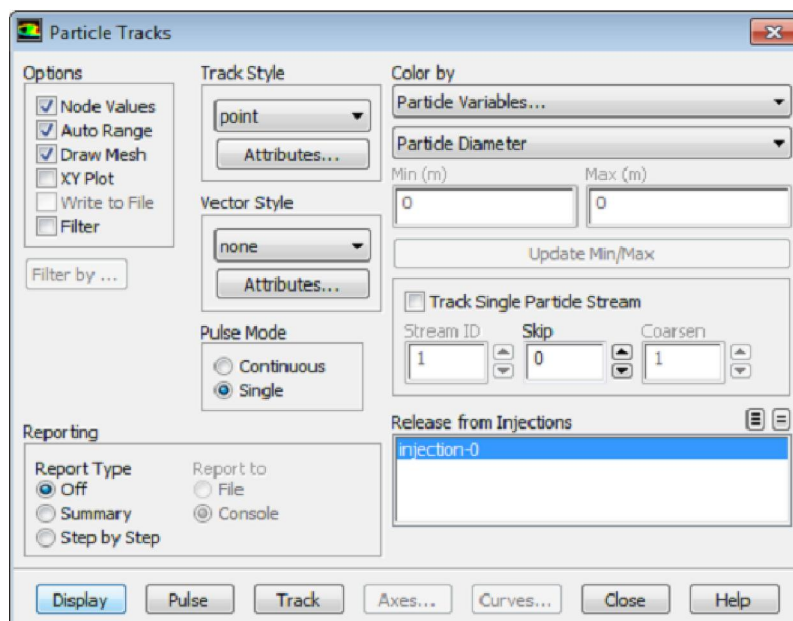 Particle Tracks
Options
Node Values
Auto Range
Draw Mesh
XY Plot
Write to File
Filter
Filter by ...
Track Style
point
Attributes...
Vector Style
none
Attributes...
Pulse Mode
Continuous
Single
Color by
Particle Variables...
Particle Diameter
Min (m) Max (m)
0 0
Update Min/Max
Track Single Particle Stream
Stream ID Skip Coarsen
1 0 1
Release from Injections
injection-0
Reporting
Report Type Report to
Off File
Summary Console
Step by Step
Display Pulse Track Axes... Curves... Close Help